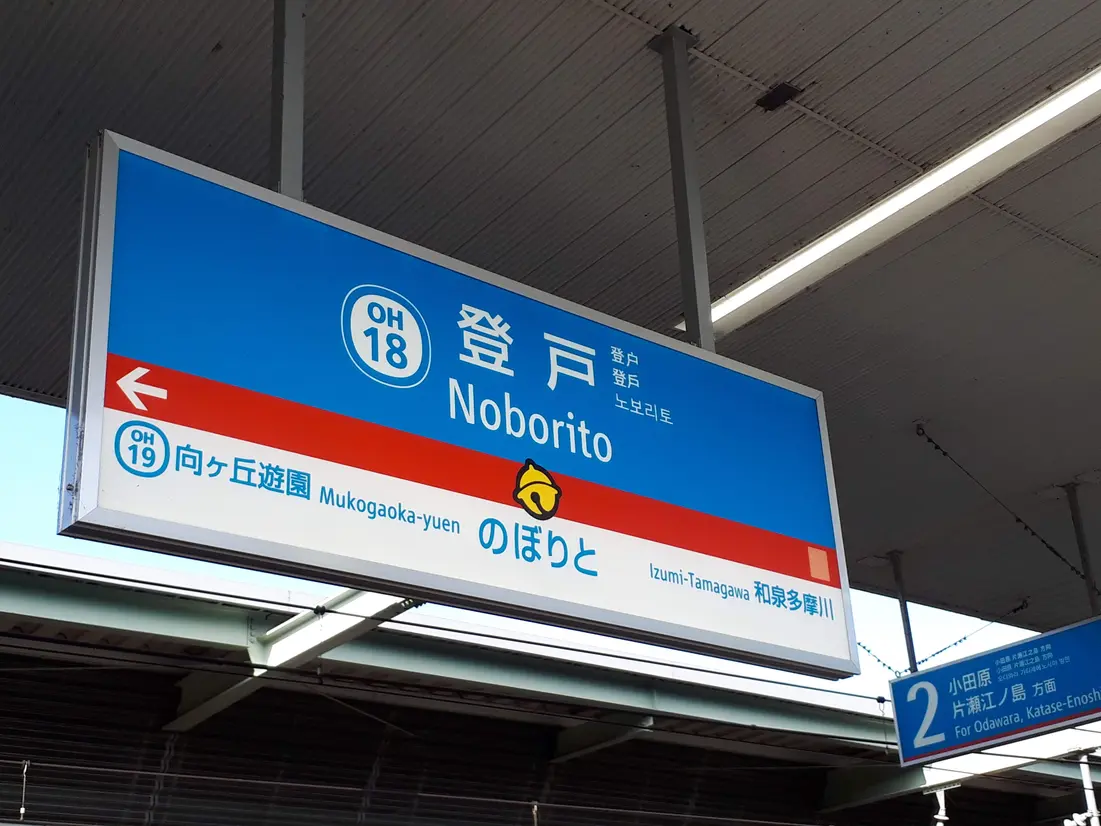 OH
18
登戸
登户
登戶
노보리토
Noborito
OH
19
向ヶ丘遊園 Mukogaoka-yuen
のぼりと
Izumi-Tamagawa 和泉多摩川
2
小田原
片瀬江ノ島 方面
For Odawara, Katase-Enosh